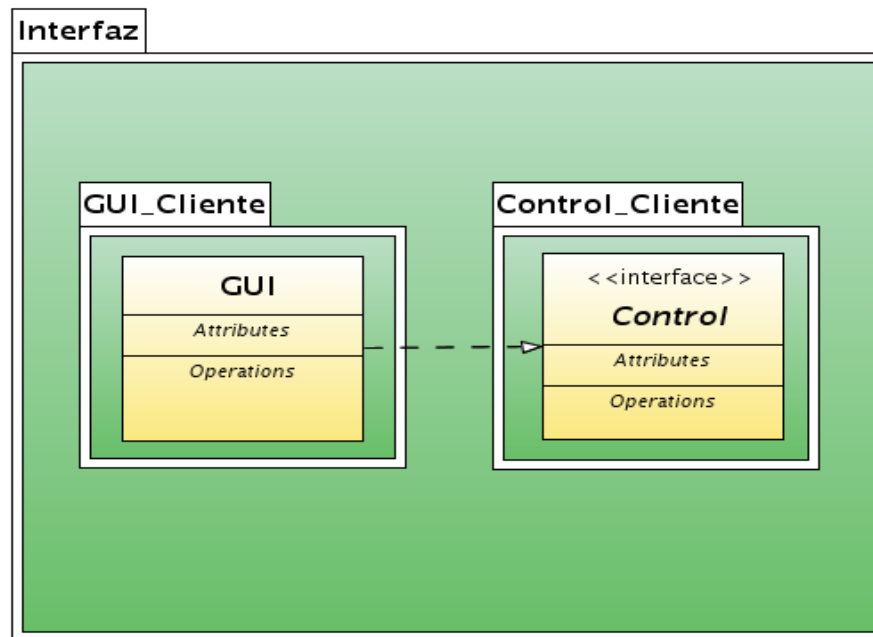 Interfaz
GUI_Cliente
GUI
Attributes
Operations
Control_Cliente
<<interface>>
Control
Attributes
Operations